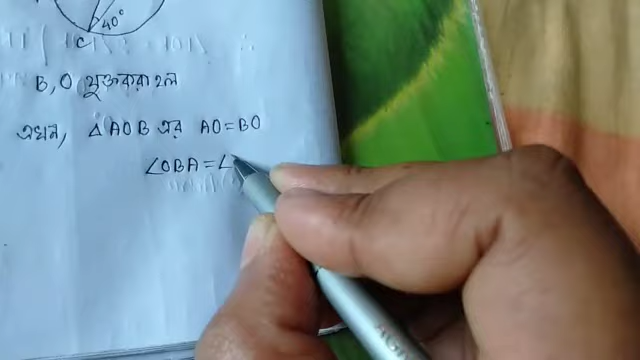 40°
C
B, O যুক্ত করা হল
এখন, Δ AOB এর AO = BO
∠OBA = ∠